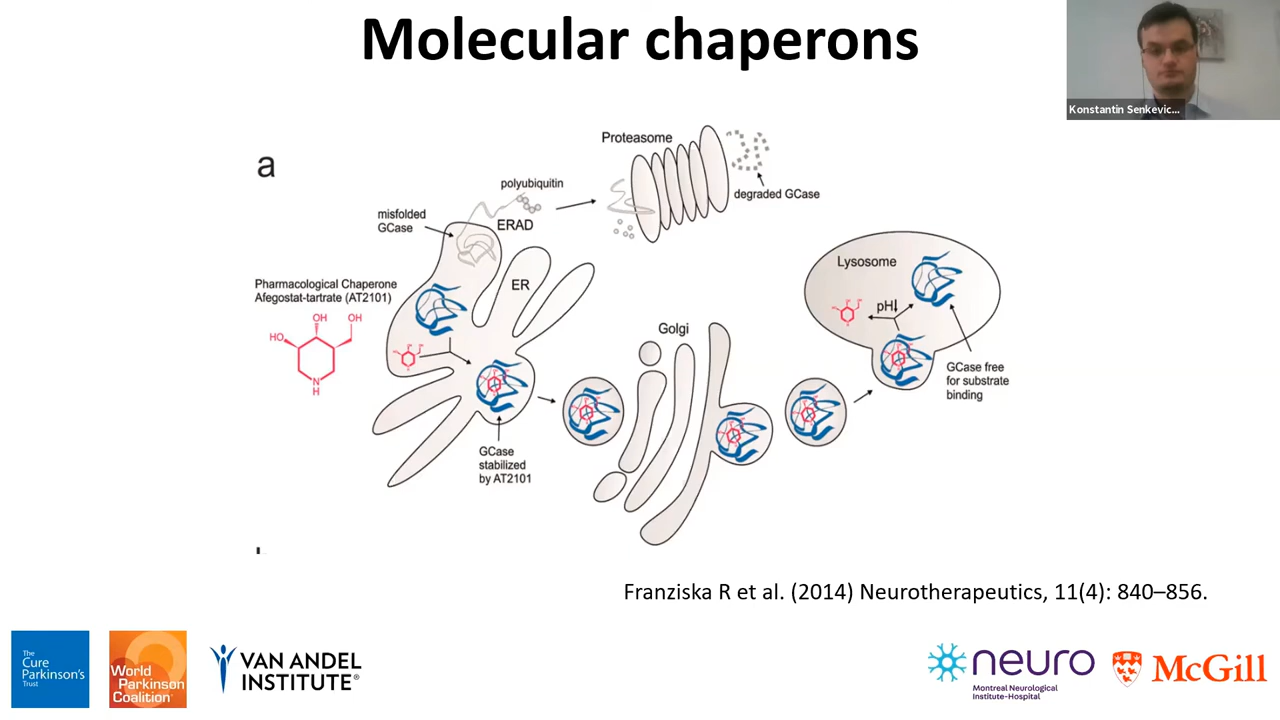 Molecular chaperons
Konstantin Senkevic...
a
Proteasome
degraded GCase
polyubiquitin
misfolded
GCase
ERAD
Pharmacological Chaperone
Afegostat-tartrate (AT2101)
OH
OH
HO
N
H
ER
GCase
stabilized
by AT2101
Golgi
Lysosome
pH↓
GCase free
for substrate
binding
Franziska R et al. (2014) Neurotherapeutics, 11(4): 840–856.
The
Cure
Parkinson's
Trust
World
Parkinson
Coalition®
VAN ANDEL
INSTITUTE®
neuro
Montreal Neurological
Institute-Hospital
McGill